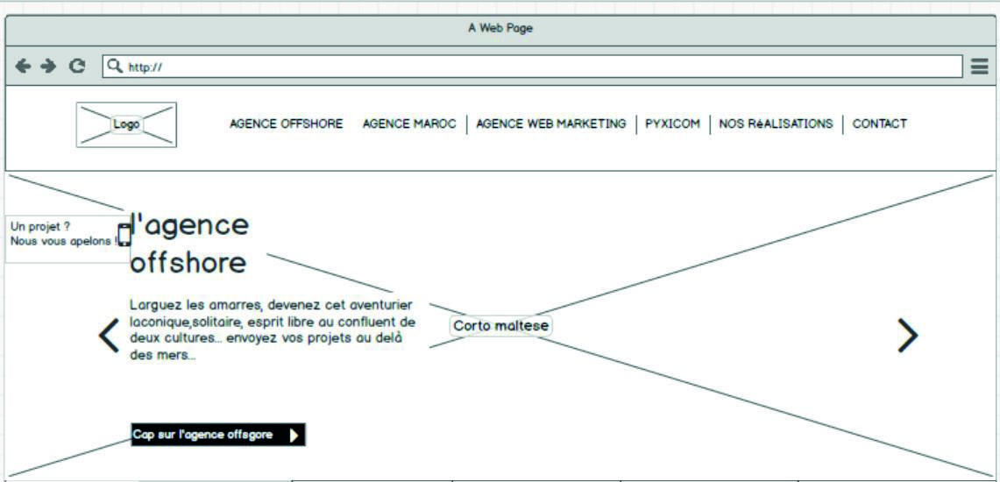 A Web Page
http://
Logo
AGENCE OFFSHORE AGENCE MAROC AGENCE WEB MARKETING PYXICOM NOS RéALISATIONS CONTACT
Un projet ?
Nous vous apelons !
l'agence
offshore
Larguez les amarres, devenez cet aventurier
laconique,solitaire, esprit libre au confluent de
deux cultures... envoyez vos projets au delà
des mers...
Corto maltese
Cap sur l'agence offsgore